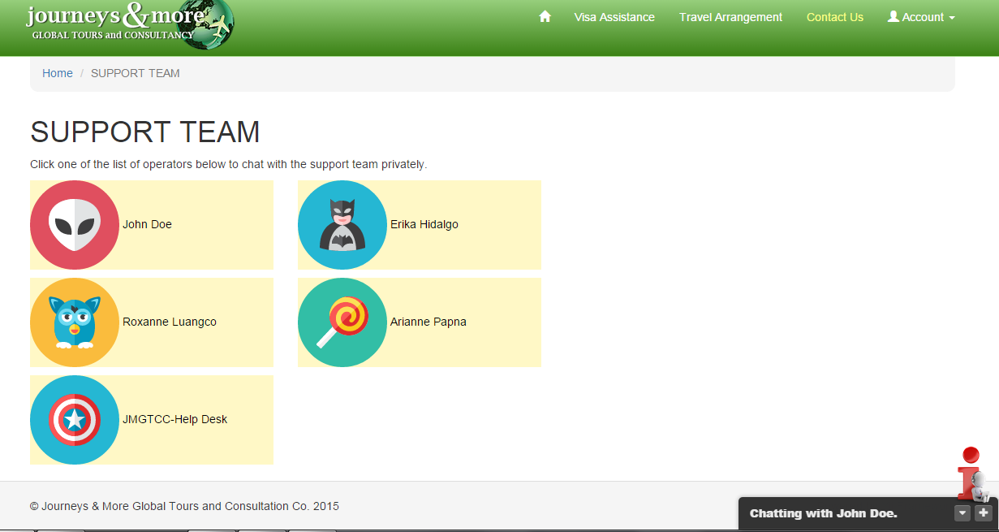 journeys & more
GLOBAL TOURS and CONSULTANCY
Visa Assistance
Travel Arrangement
Contact Us
Account
Home / SUPPORT TEAM
SUPPORT TEAM
Click one of the list of operators below to chat with the support team privately.
John Doe
Erika Hidalgo
Roxanne Luangco
Arianne Papna
JMGTCC-Help Desk
© Journeys & More Global Tours and Consultation Co. 2015
Chatting with John Doe.